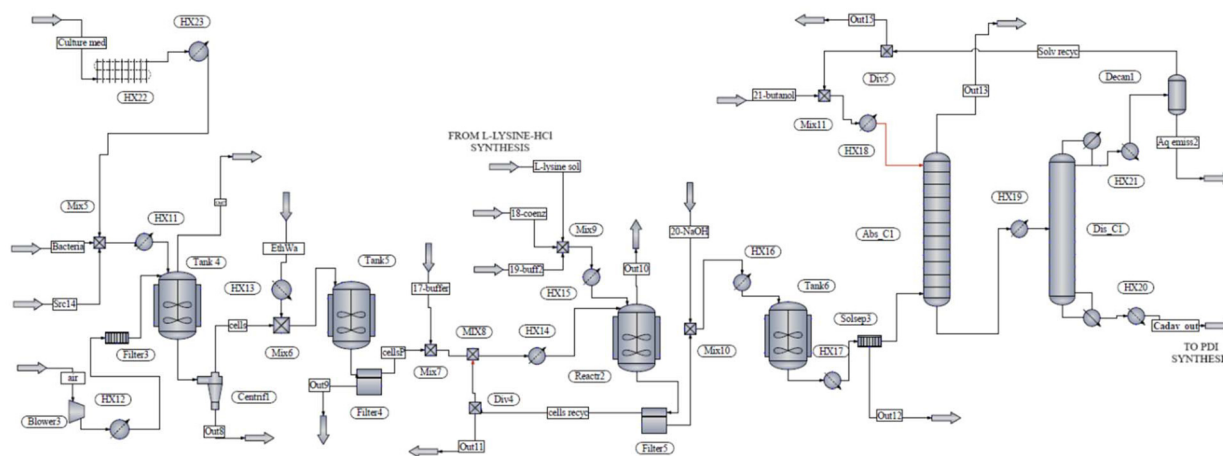 Culture med
HX22
HX23
Mix5
HX11
Bacteria
Src14
Tank 4
Filter3
air
Blower3
HX12
cells
Centrif1
Out8
EthWa
HX13
Mix6
Tank5
Out9
cellsP
Filter4
17-buffer
Mix7
MIX8
HX14
Div4
Out11
cells recyc
FROM L-LYSINE-HCl
SYNTHESIS
L-lysine sol
18-coenz
19-buff2
Mix9
HX15
Out10
Reactr2
Filter5
20-NaOH
Mix10
HX16
Tank6
HX17
Solsep3
Out12
21-butanol
Mix11
HX18
Out15
Div5
Out13
Solv recyc
Abs_C1
HX19
Dis_C1
HX21
Decan1
Aq emiss2
HX20
Cadav out
TO PDI
SYNTHESIS